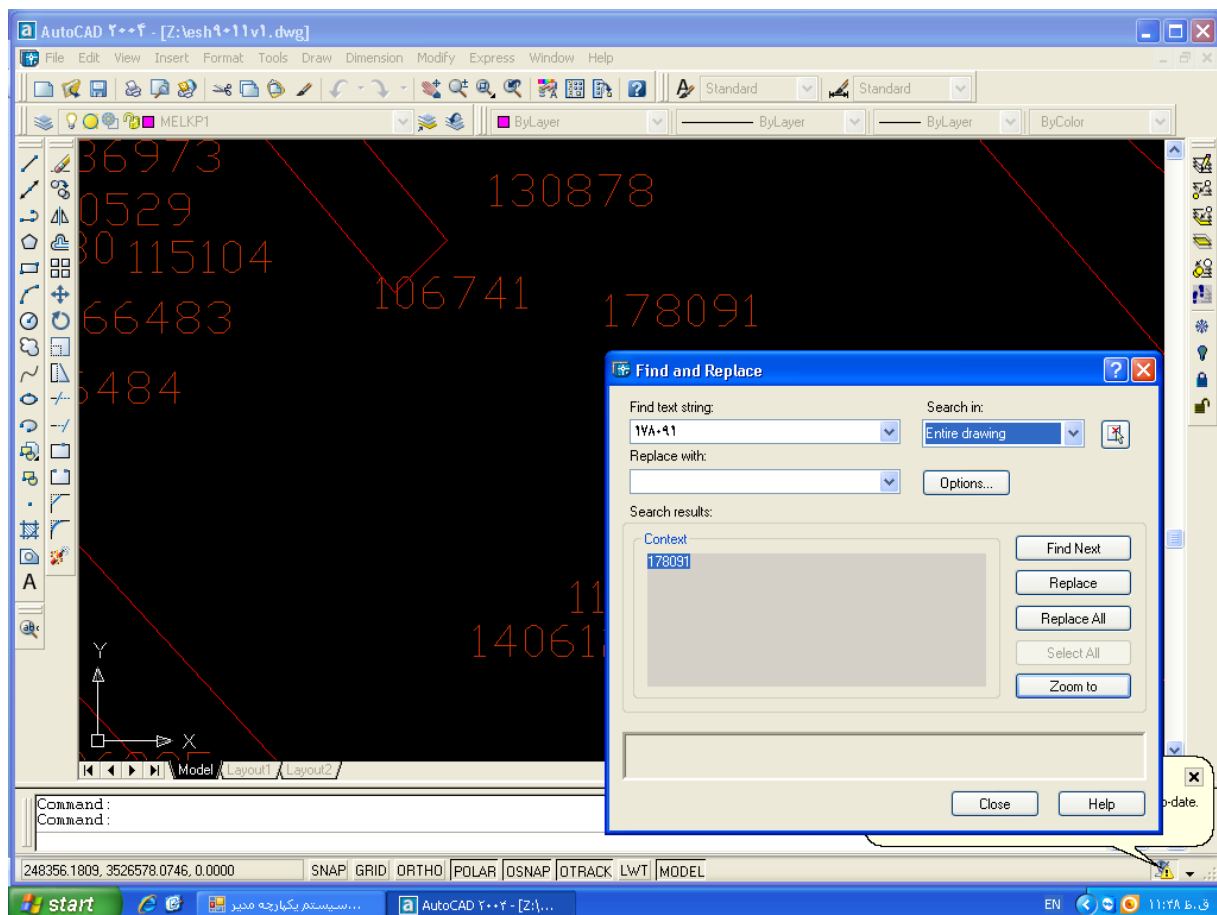 AutoCAD ۲۰۰۴ - [Z:\esh۹۰۱۱v۱.dwg]
File Edit View Insert Format Tools Draw Dimension Modify Express Window Help
Standard Standard
MELKP1 ByLayer ByLayer ByLayer ByColor
36973
130878
0529
30 115104
106741
178091
66483
5484
Find and Replace
Find text string:
Search in:
۱۷۸۰۹۱
Entire drawing
Replace with:
Options...
Search results:
Context
178091
Find Next
Replace
Replace All
Select All
Zoom to
11
14061
Model Layout1 Layout2
Close Help
o-date.
Command:
Command:
248356.1809, 3526578.0746, 0.0000 SNAP GRID ORTHO POLAR OSNAP OTRACK LWT MODEL
start
سیستم یکپارچه مدیر...
AutoCAD ۲۰۰۴ - [Z:\...
EN
۱۱:۲۸ ق.ظ